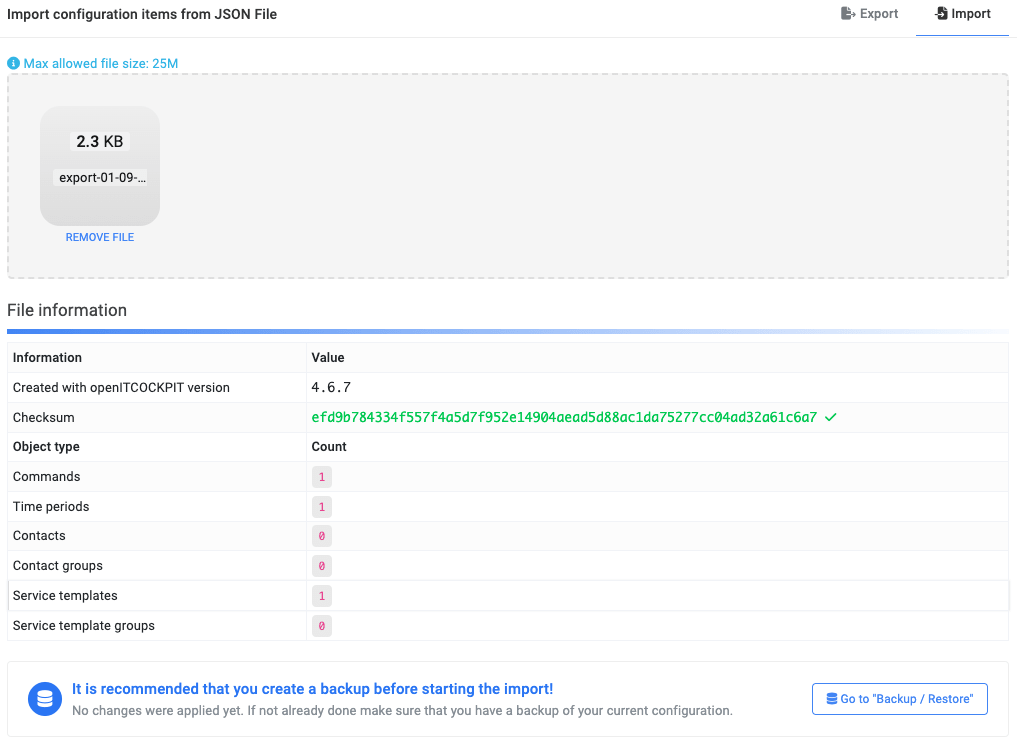 Import configuration items from JSON File
Export
Import
Max allowed file size: 25M
2.3 KB
export-01-09-...
REMOVE FILE
File information
Information Value
Created with openITCOCKPIT version 4.6.7
Checksum efd9b784334f557f4a5d7f952e14904aead5d88ac1da75277cc04ad32a61c6a7
Object type Count
Commands 1
Time periods 1
Contacts 0
Contact groups 0
Service templates 1
Service template groups 0
It is recommended that you create a backup before starting the import!
No changes were applied yet. If not already done make sure that you have a backup of your current configuration.
Go to "Backup / Restore"